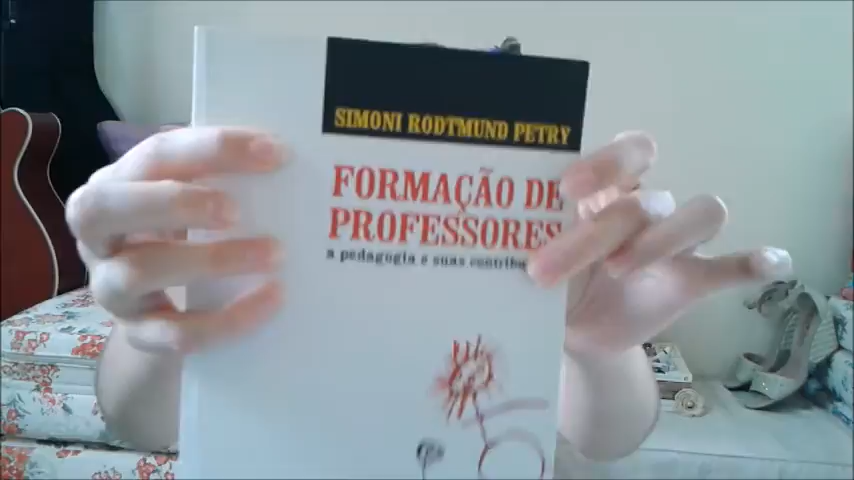 SIMONI RODTMUND PETRY
FORMAÇÃO DE
PROFESSORES
a pedagogia e suas